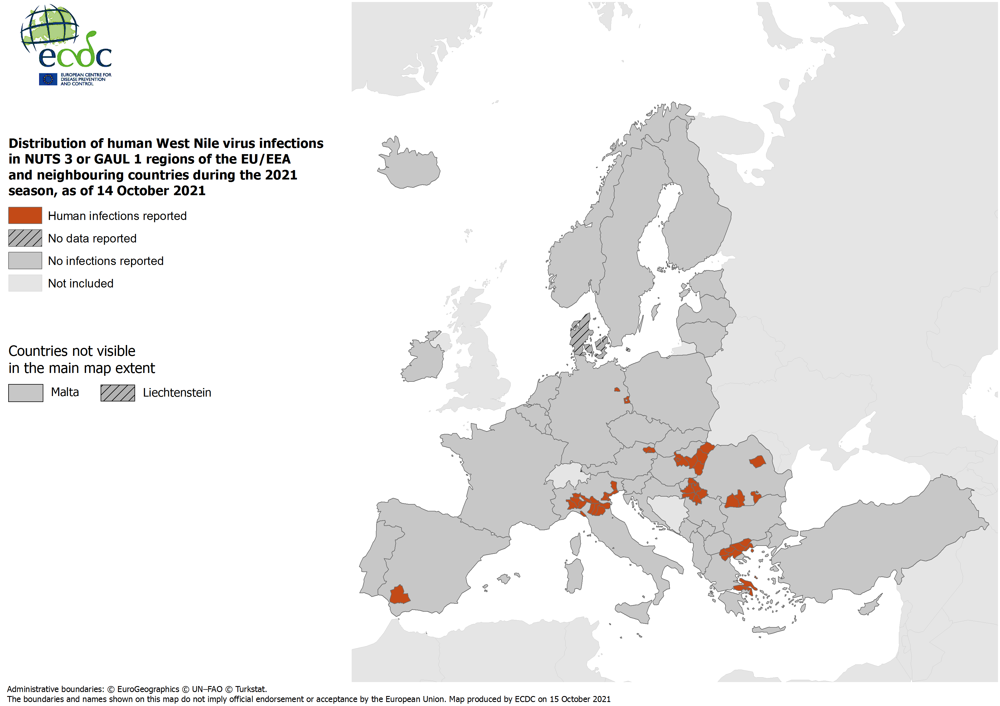 ecdc
EUROPEAN CENTRE FOR
DISEASE PREVENTION
AND CONTROL
Distribution of human West Nile virus infections
in NUTS 3 or GAUL 1 regions of the EU/EEA
and neighbouring countries during the 2021
season, as of 14 October 2021
Human infections reported
No data reported
No infections reported
Not included
Countries not visible
in the main map extent
Malta Liechtenstein
Administrative boundaries: © EuroGeographics © UN–FAO © Turkstat.
The boundaries and names shown on this map do not imply official endorsement or acceptance by the European Union. Map produced by ECDC on 15 October 2021